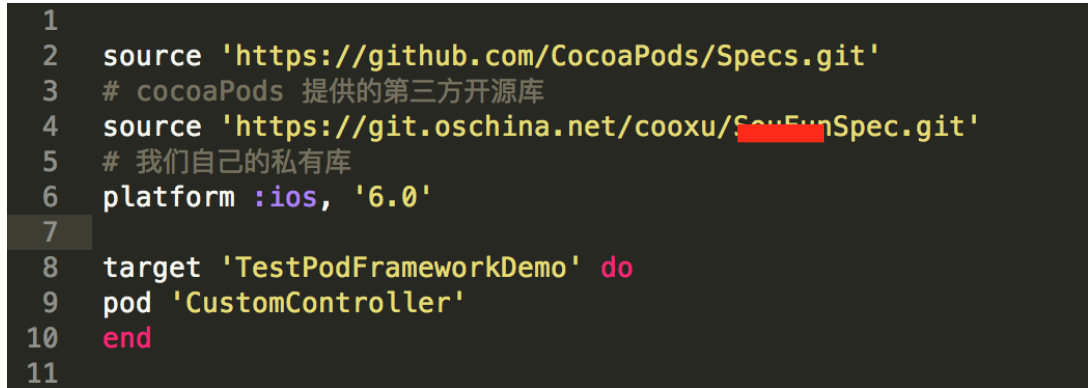 1
2 source 'https://github.com/CocoaPods/Specs.git'
3 # cocoaPods 提供的第三方开源库
4 source 'https://git.oschina.net/cooxu/SouFunSpec.git'
5 # 我们自己的私有库
6 platform :ios, '6.0'
7
8 target 'TestPodFrameworkDemo' do
9 pod 'CustomController'
10 end
11